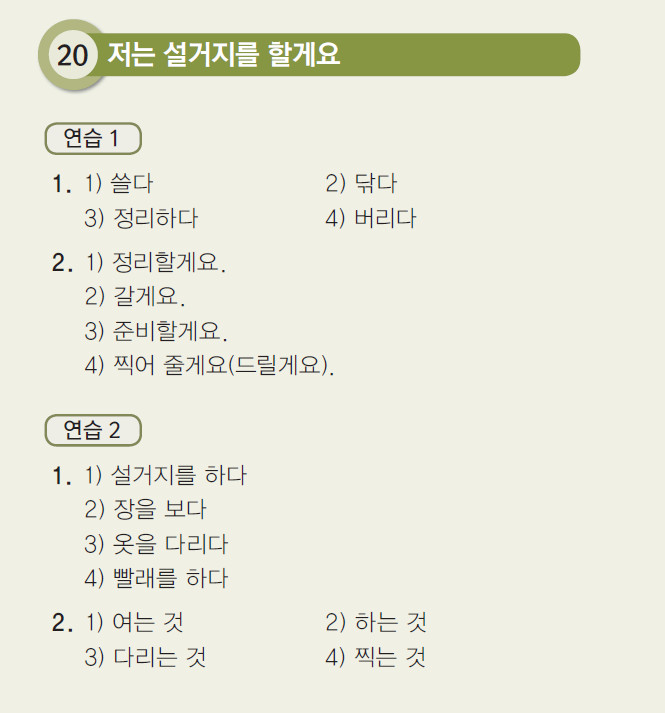 20 저는 설거지를 할게요
연습 1
1. 1) 쓸다 2) 닦다
3) 정리하다 4) 버리다
2. 1) 정리할게요.
2) 갈게요.
3) 준비할게요.
4) 찍어 줄게요(드릴게요).
연습 2
1. 1) 설거지를 하다
2) 장을 보다
3) 옷을 다리다
4) 빨래를 하다
2. 1) 여는 것 2) 하는 것
3) 다리는 것 4) 찍는 것